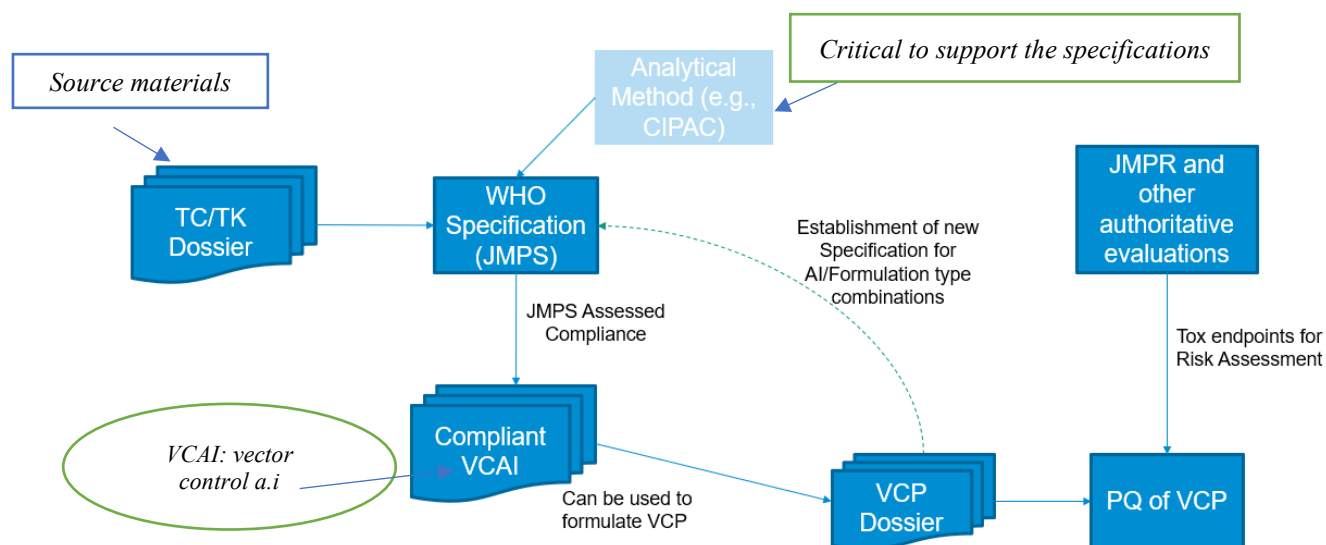 Source materials
Critical to support the specifications
Analytical
Method (e.g.,
CIPAC)
TC/TK
Dossier
WHO
Specification
(JMPS)
JMPR and
other
authoritative
evaluations
Establishment of new
Specification for
AI/Formulation type
combinations
JMPS Assessed
Compliance
Tox endpoints for
Risk Assessment
VCAI: vector
control a.i
Compliant
VCAI
Can be used to
formulate VCP
VCP
Dossier
PQ of VCP